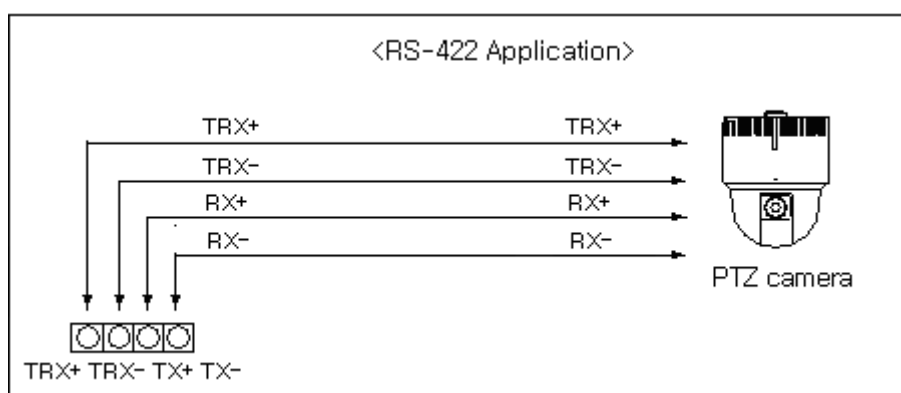 <RS-422 Application>
TRX+ TRX+
TRX- TRX-
RX+ RX+
RX- RX-
PTZ camera
TRX+ TRX- TX+ TX-